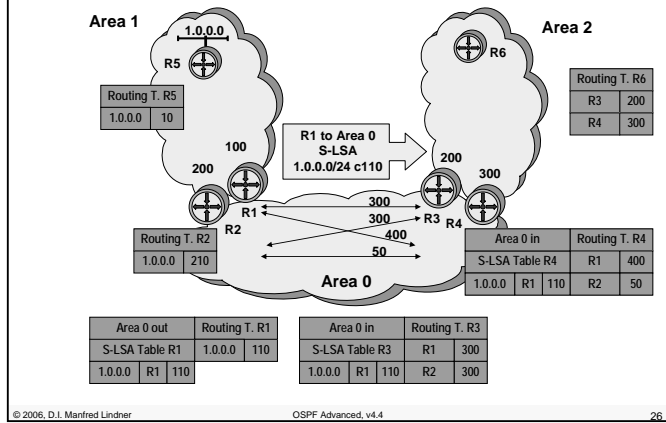 Area 1
Area 2
1.0.0.0
R5
R6
Routing T. R5
1.0.0.0 10
Routing T. R6
R3 200
R4 300
100
200
R1 to Area 0
S-LSA
1.0.0.0/24 c110
200
300
R1
R2
R3
R4
300
300
400
50
Area 0
Routing T. R2
1.0.0.0 210
Area 0 in Routing T. R4
S-LSA Table R4 R1 400
1.0.0.0 R1 110 R2 50
Area 0 out Routing T. R1
S-LSA Table R1 1.0.0.0 110
1.0.0.0 R1 110
Area 0 in Routing T. R3
S-LSA Table R3 R1 300
1.0.0.0 R1 110 R2 300
© 2006, D.I. Manfred Lindner OSPF Advanced, v4.4 26